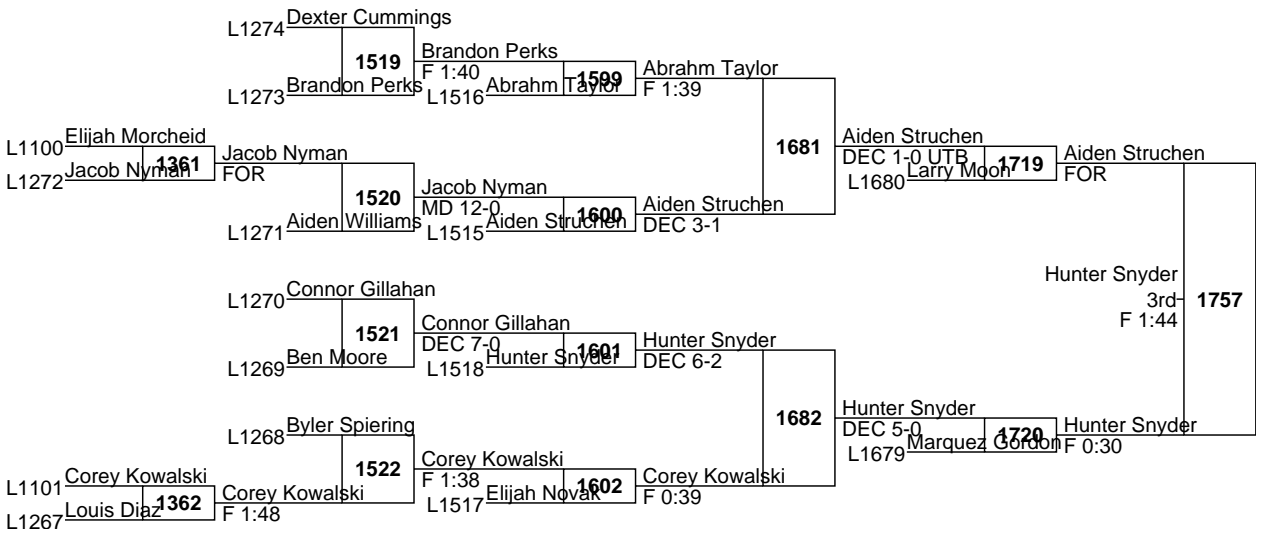 L1274 Dexter Cummings
1519 Brandon Perks
F 1:40
L1273 Brandon Perks
L1516 Abrahm Taylor
1599 Abrahm Taylor
F 1:39
L1100 Elijah Morcheid
L1272 Jacob Nyman
1361 Jacob Nyman
FOR
1520 Jacob Nyman
MD 12-0
L1271 Aiden Williams
L1515 Aiden Struchen
1600 Aiden Struchen
DEC 3-1
1681 Aiden Struchen
DEC 1-0 UTB
L1680 Larry Moon
1719 Aiden Struchen
FOR
L1270 Connor Gillahan
1521 Connor Gillahan
DEC 7-0
L1269 Ben Moore
L1518 Hunter Snyder
1601 Hunter Snyder
DEC 6-2
L1268 Byler Spiering
1522 Corey Kowalski
F 1:38
L1101 Corey Kowalski
L1267 Louis Diaz
1362 Corey Kowalski
F 1:48
L1517 Elijah Novak
1602 Corey Kowalski
F 0:39
1682 Hunter Snyder
DEC 5-0
L1679 Marquez Gordon
1720 Hunter Snyder
F 0:30
Hunter Snyder
3rd 1757
F 1:44